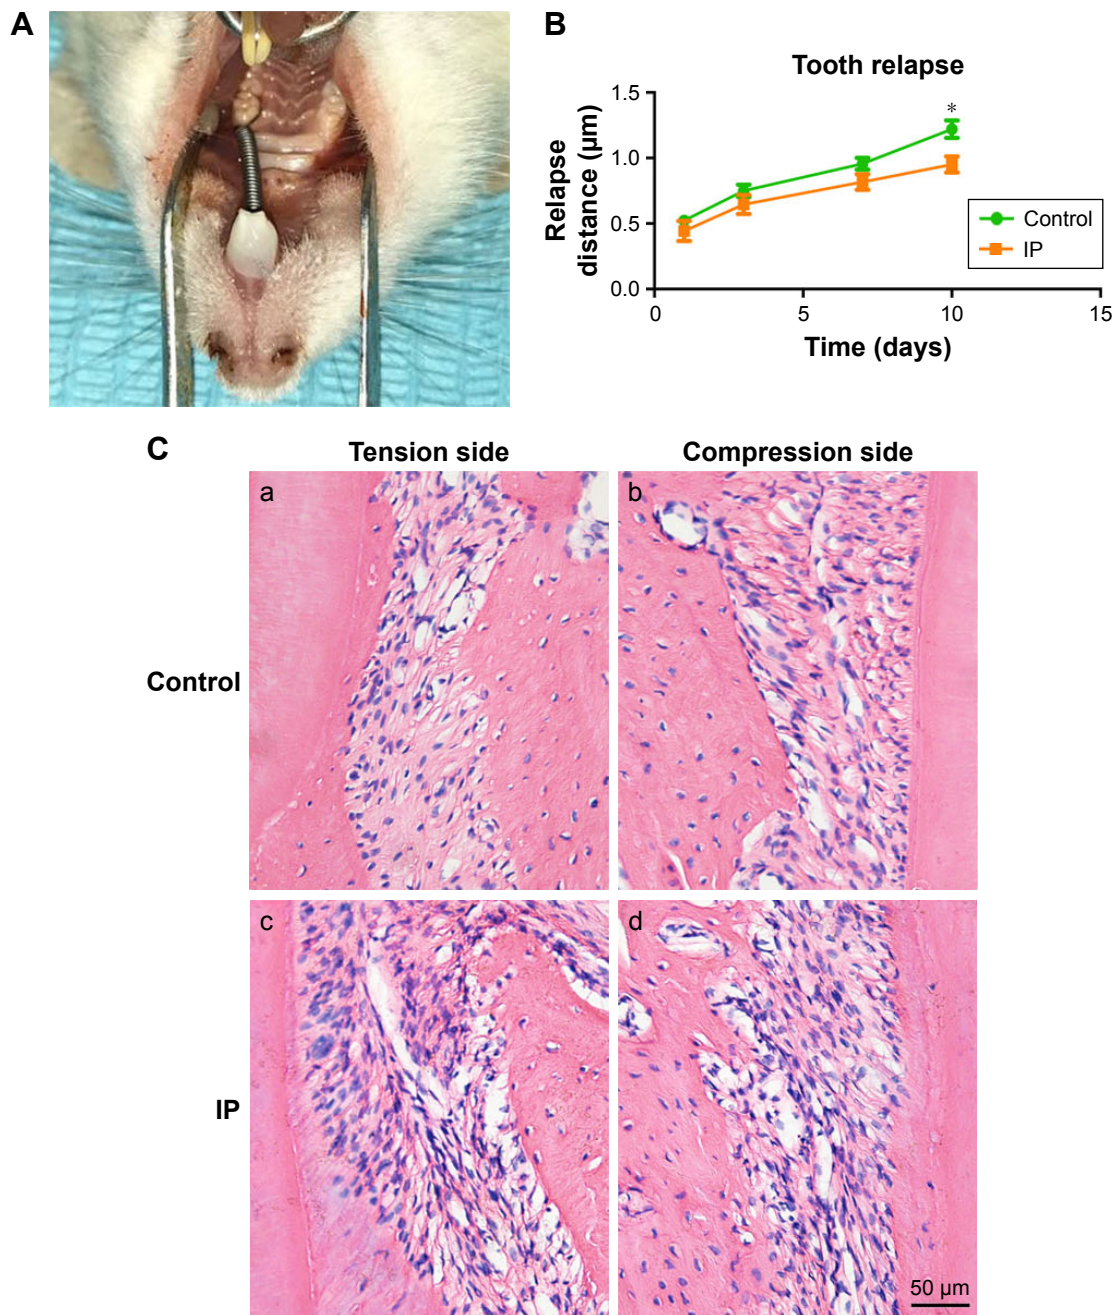 A
B
Tooth relapse
Relapse
distance (µm)
1.5
1.0
0.5
0.0
*
Control
IP
0
5
10
15
Time (days)
C
Tension side
Compression side
Control
a
b
IP
c
d
50 µm